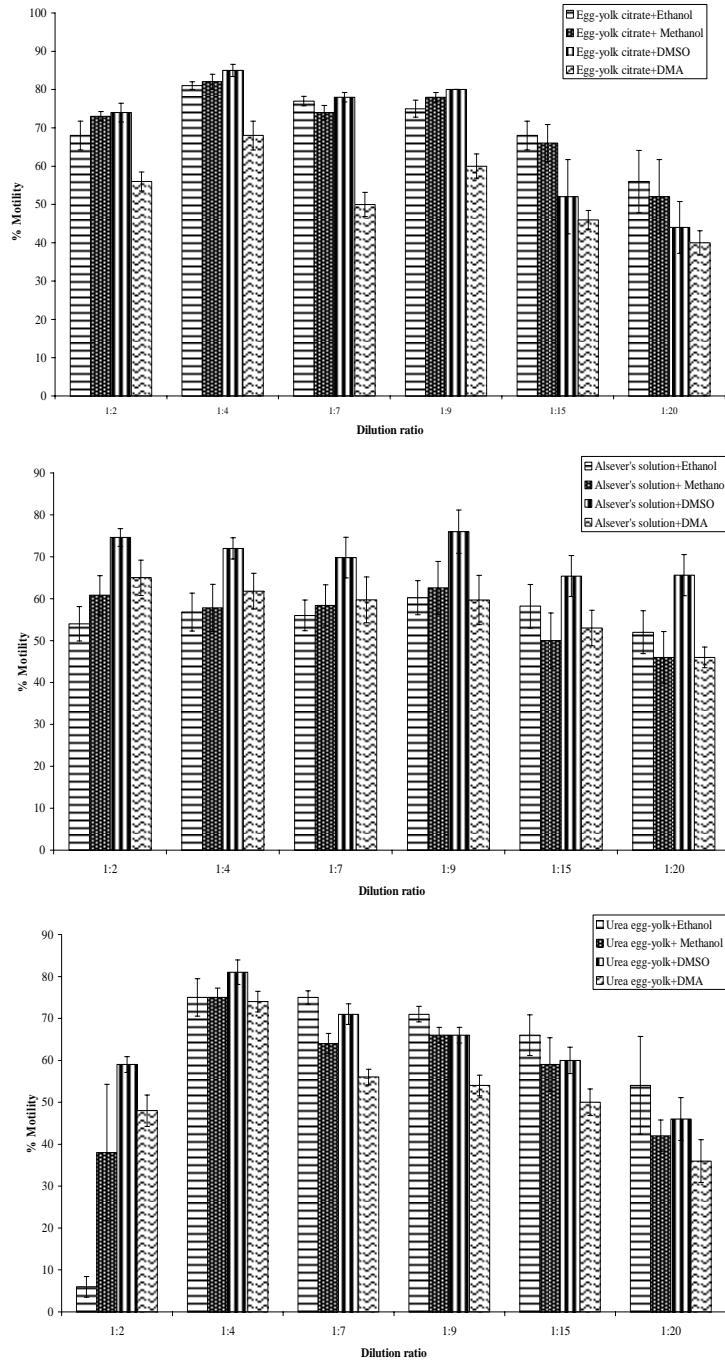 Egg-yolk citrate+Ethanol
Egg-yolk citrate+ Methanol
Egg-yolk citrate+DMSO
Egg-yolk citrate+DMA
100
90
80
70
60
50
40
30
20
10
0
% Motility
1:2 1:4 1:7 1:9 1:15 1:20
Dilution ratio
Alsever's solution+Ethanol
Alsever's solution+ Methanol
Alsever's solution+DMSO
Alsever's solution+DMA
90
80
70
60
50
40
30
20
10
0
% Motility
1:2 1:4 1:7 1:9 1:15 1:20
Dilution ratio
Urea egg-yolk+Ethanol
Urea egg-yolk+ Methanol
Urea egg-yolk+DMSO
Urea egg-yolk+DMA
90
80
70
60
50
40
30
20
10
0
% Motility
1:2 1:4 1:7 1:9 1:15 1:20
Dilution ratio